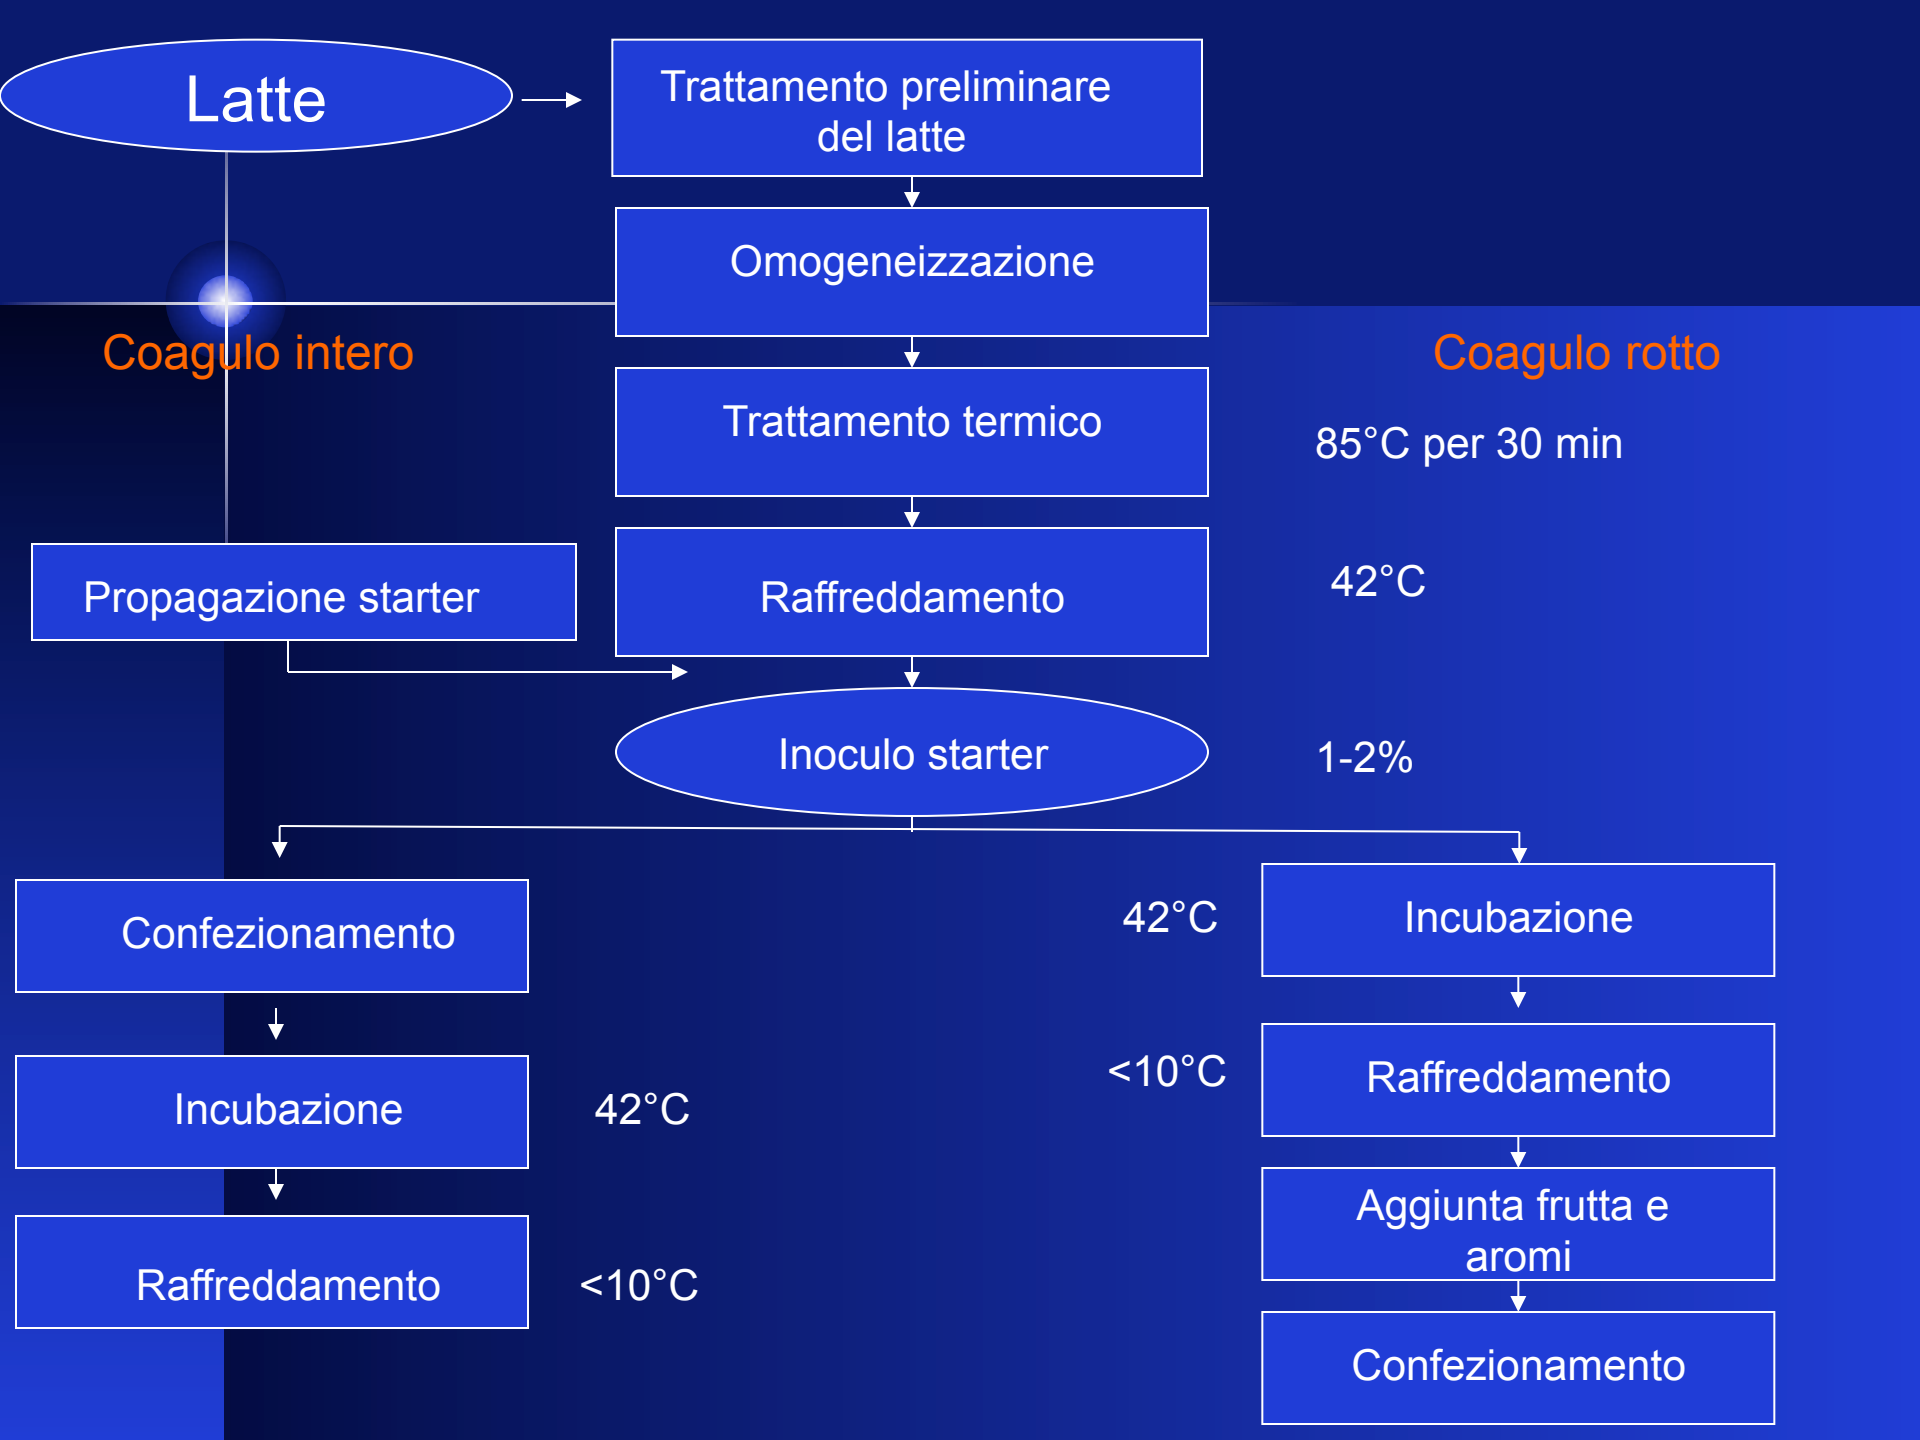 Latte
Trattamento preliminare
del latte
Omogeneizzazione
Coagulo intero
Coagulo rotto
Trattamento termico
85°C per 30 min
Propagazione starter
Raffreddamento
42°C
Inoculo starter
1-2%
Confezionamento
Incubazione
42°C
Raffreddamento
<10°C
42°C
Incubazione
<10°C
Raffreddamento
Aggiunta frutta e
aromi
Confezionamento